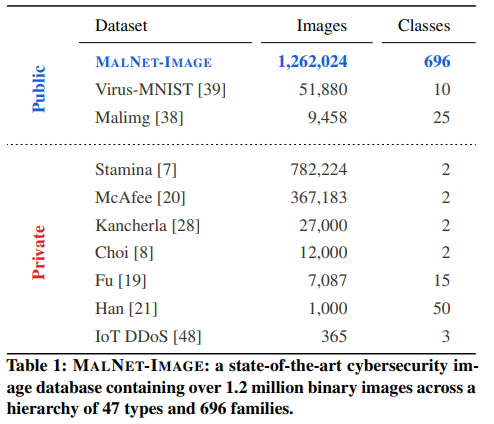 Dataset Images Classes
Public
MALNET-IMAGE 1,262,024 696
Virus-MNIST [39] 51,880 10
Malimg [38] 9,458 25
Private
Stamina [7] 782,224 2
McAfee [20] 367,183 2
Kancherla [28] 27,000 2
Choi [8] 12,000 2
Fu [19] 7,087 15
Han [21] 1,000 50
IoT DDoS [48] 365 3
Table 1: MALNET-IMAGE: a state-of-the-art cybersecurity im-
age database containing over 1.2 million binary images across a
hierarchy of 47 types and 696 families.